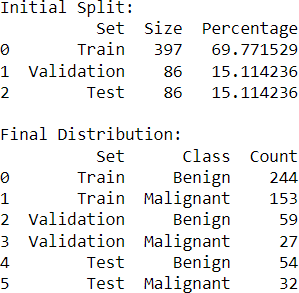 Initial Split:
Set Size Percentage
0 Train 397 69.771529
1 Validation 86 15.114236
2 Test 86 15.114236
Final Distribution:
Set Class Count
0 Train Benign 244
1 Train Malignant 153
2 Validation Benign 59
3 Validation Malignant 27
4 Test Benign 54
5 Test Malignant 32